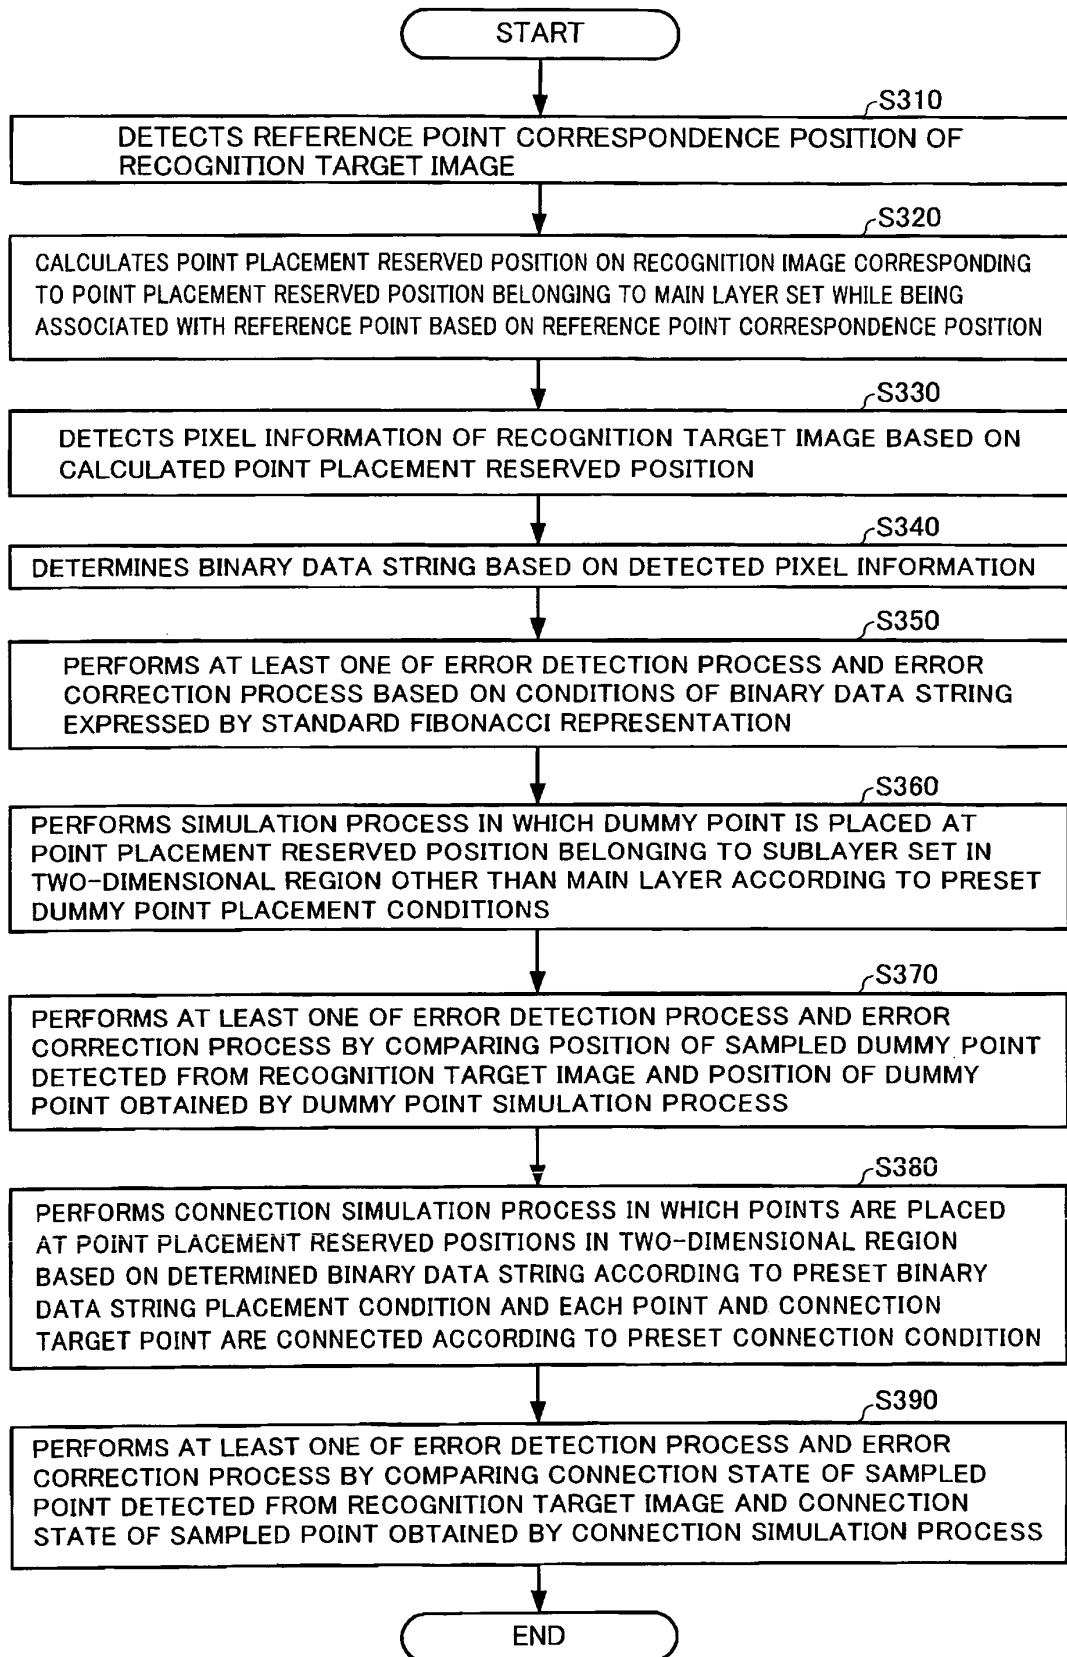 START
S310
DETECTS REFERENCE POINT CORRESPONDENCE POSITION OF
RECOGNITION TARGET IMAGE
S320
CALCULATES POINT PLACEMENT RESERVED POSITION ON RECOGNITION IMAGE CORRESPONDING
TO POINT PLACEMENT RESERVED POSITION BELONGING TO MAIN LAYER SET WHILE BEING
ASSOCIATED WITH REFERENCE POINT BASED ON REFERENCE POINT CORRESPONDENCE POSITION
S330
DETECTS PIXEL INFORMATION OF RECOGNITION TARGET IMAGE BASED ON
CALCULATED POINT PLACEMENT RESERVED POSITION
S340
DETERMINES BINARY DATA STRING BASED ON DETECTED PIXEL INFORMATION
S350
PERFORMS AT LEAST ONE OF ERROR DETECTION PROCESS AND ERROR
CORRECTION PROCESS BASED ON CONDITIONS OF BINARY DATA STRING
EXPRESSED BY STANDARD FIBONACCI REPRESENTATION
S360
PERFORMS SIMULATION PROCESS IN WHICH DUMMY POINT IS PLACED AT
POINT PLACEMENT RESERVED POSITION BELONGING TO SUBLAYER SET IN
TWO-DIMENSIONAL REGION OTHER THAN MAIN LAYER ACCORDING TO PRESET
DUMMY POINT PLACEMENT CONDITIONS
S370
PERFORMS AT LEAST ONE OF ERROR DETECTION PROCESS AND ERROR
CORRECTION PROCESS BY COMPARING POSITION OF SAMPLED DUMMY POINT
DETECTED FROM RECOGNITION TARGET IMAGE AND POSITION OF DUMMY
POINT OBTAINED BY DUMMY POINT SIMULATION PROCESS
S380
PERFORMS CONNECTION SIMULATION PROCESS IN WHICH POINTS ARE PLACED
AT POINT PLACEMENT RESERVED POSITIONS IN TWO-DIMENSIONAL REGION
BASED ON DETERMINED BINARY DATA STRING ACCORDING TO PRESET BINARY
DATA STRING PLACEMENT CONDITION AND EACH POINT AND CONNECTION
TARGET POINT ARE CONNECTED ACCORDING TO PRESET CONNECTION CONDITION
S390
PERFORMS AT LEAST ONE OF ERROR DETECTION PROCESS AND ERROR
CORRECTION PROCESS BY COMPARING CONNECTION STATE OF SAMPLED
POINT DETECTED FROM RECOGNITION TARGET IMAGE AND CONNECTION
STATE OF SAMPLED POINT OBTAINED BY CONNECTION SIMULATION PROCESS
END